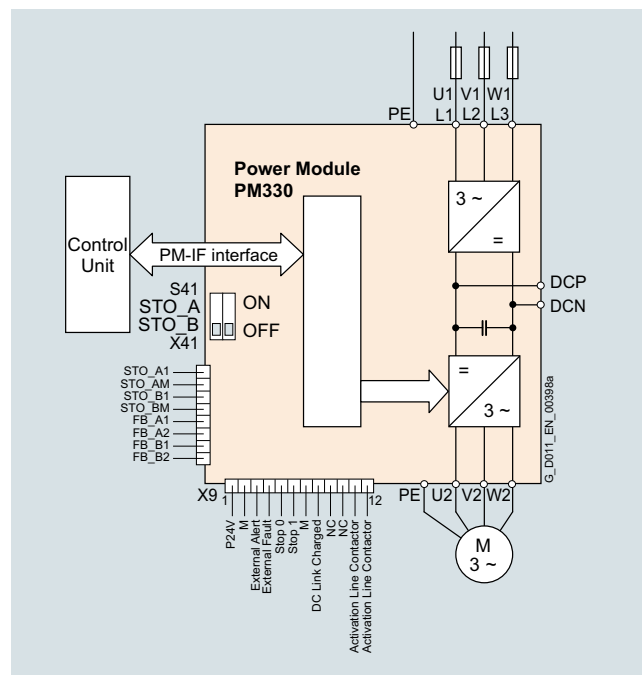 U1 V1 W1
PE L1 L2 L3
Power Module
PM330
3 ~
=
Control
Unit
PM-IF interface
S41
STO_A
STO_B
X41
ON
OFF
DCP
DCN
STO_A1
STO_AM
STO_B1
STO_BM
FB_A1
FB_A2
FB_B1
FB_B2
=
3 ~
G_D011_EN_00398a
X9 1 12
PE U2 V2 W2
P24V
M
External Alert
External Fault
Stop 0
Stop 1
M
DC Link Charged
NC
NC
Activation Line Contactor
Activation Line Contactor
M
3 ~